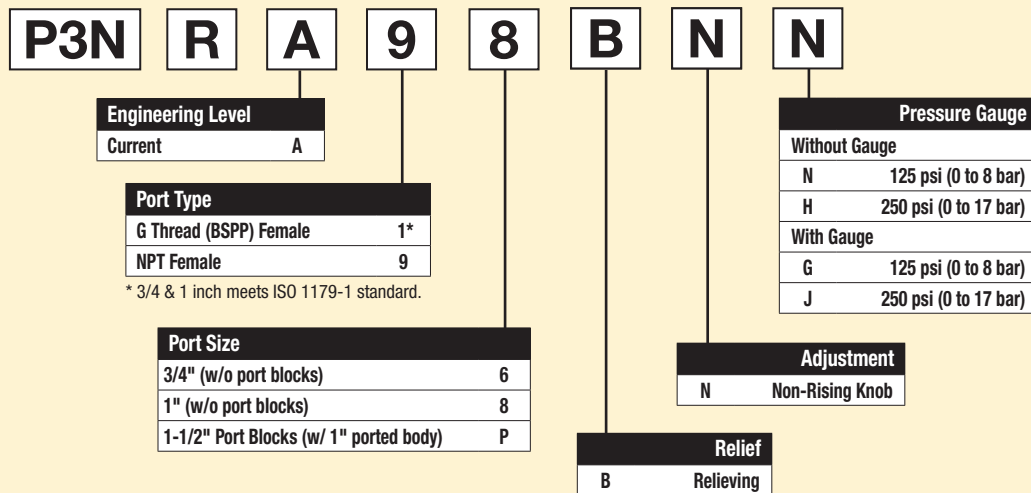 P3N R A 9 8 B N N
Engineering Level
Current A
Port Type
G Thread (BSPP) Female 1*
NPT Female 9
* 3/4 & 1 inch meets ISO 1179-1 standard.
Port Size
3/4" (w/o port blocks) 6
1" (w/o port blocks) 8
1-1/2" Port Blocks (w/ 1" ported body) P
Pressure Gauge
Without Gauge
N 125 psi (0 to 8 bar)
H 250 psi (0 to 17 bar)
With Gauge
G 125 psi (0 to 8 bar)
J 250 psi (0 to 17 bar)
Adjustment
N Non-Rising Knob
Relief
B Relieving